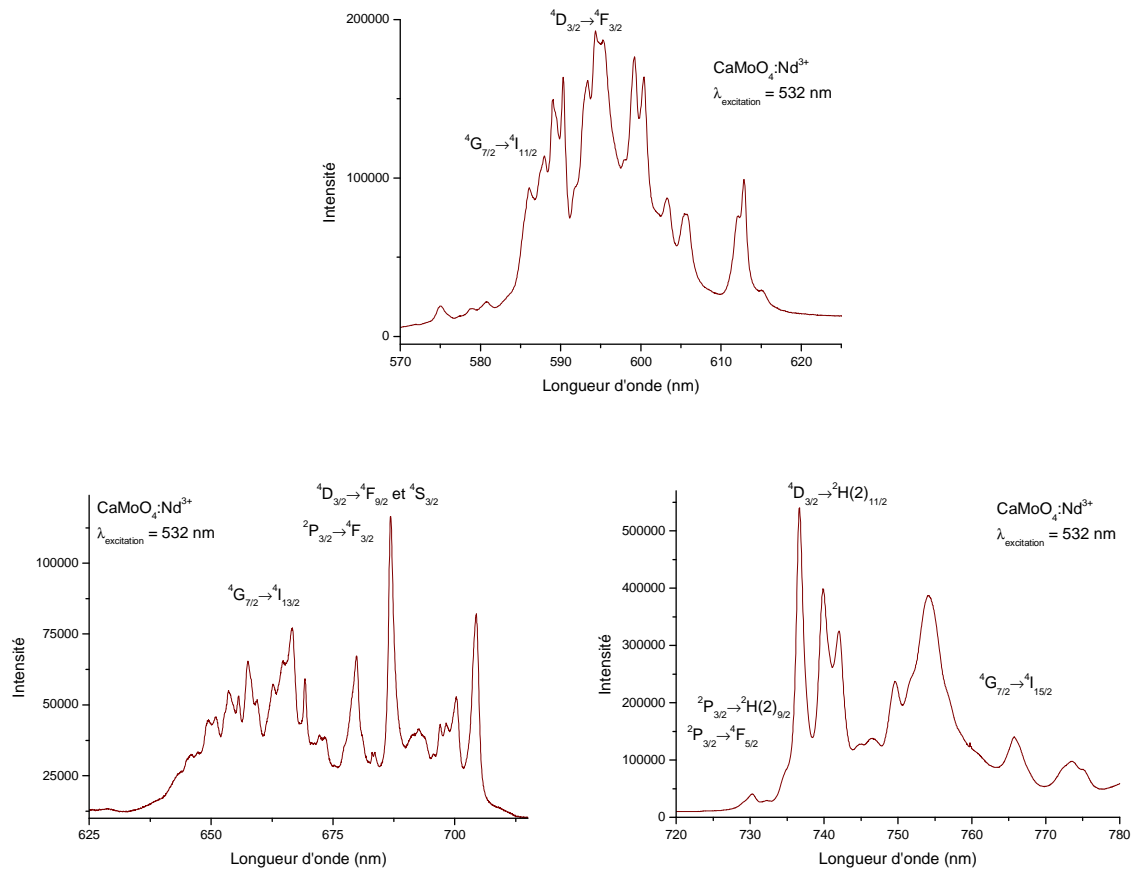 ⁴D₃/₂→⁴F₃/₂
CaMoO₄:Nd³⁺
λexcitation = 532 nm
⁴G₇/₂→⁴I₁₁/₂
Intensité
200000
100000
0
570 580 590 600 610 620
Longueur d'onde (nm)
⁴D₃/₂→⁴F₉/₂ et ⁴S₃/₂
CaMoO₄:Nd³⁺
λexcitation = 532 nm
²P₃/₂→⁴F₃/₂
⁴G₇/₂→⁴I₁₃/₂
Intensité
100000
75000
50000
25000
625 650 675 700
Longueur d'onde (nm)
⁴D₃/₂→²H(2)₁₁/₂
CaMoO₄:Nd³⁺
λexcitation = 532 nm
⁴G₇/₂→⁴I₁₅/₂
²P₃/₂→²H(2)₉/₂
²P₃/₂→⁴F₅/₂
Intensité
500000
400000
300000
200000
100000
0
720 730 740 750 760 770 780
Longueur d'onde (nm)